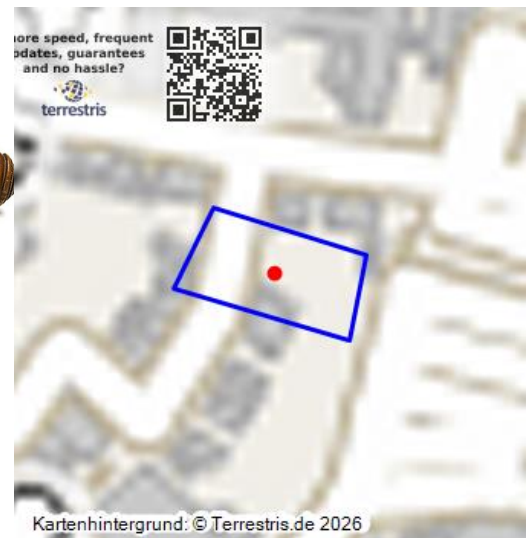 ore speed, frequent
pdates, guarantees
and no hassle?
terrestris
Kartenhintergrund: © Terrestris.de 2026